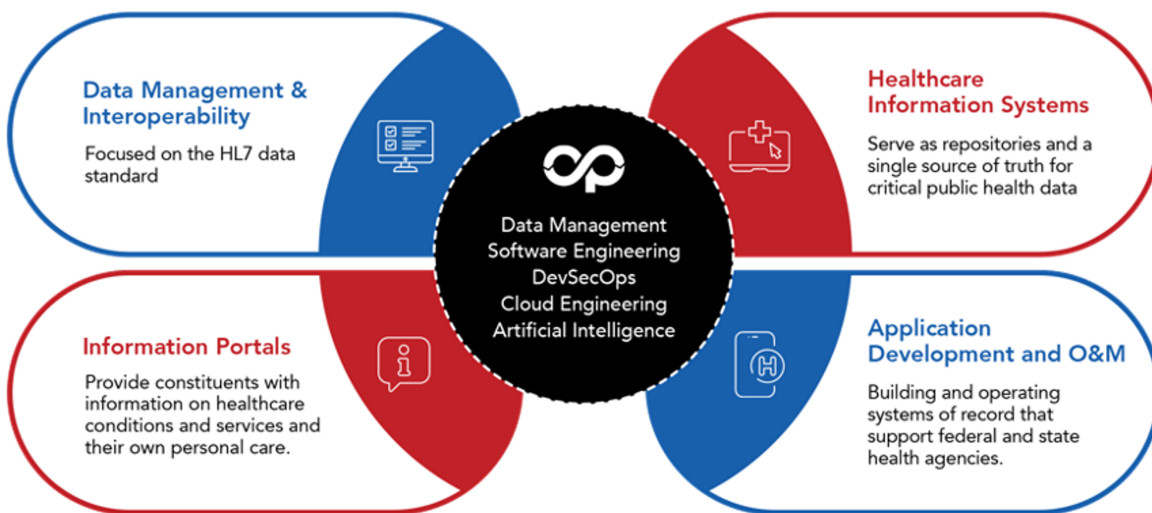 Data Management &
Interoperability
Focused on the HL7 data
standard
Healthcare
Information Systems
Serve as repositories and a
single source of truth for
critical public health data
Data Management
Software Engineering
DevSecOps
Cloud Engineering
Artificial Intelligence
Information Portals
Provide constituents with
information on healthcare
conditions and services and
their own personal care.
Application
Development and O&M
Building and operating
systems of record that
support federal and state
health agencies.
H